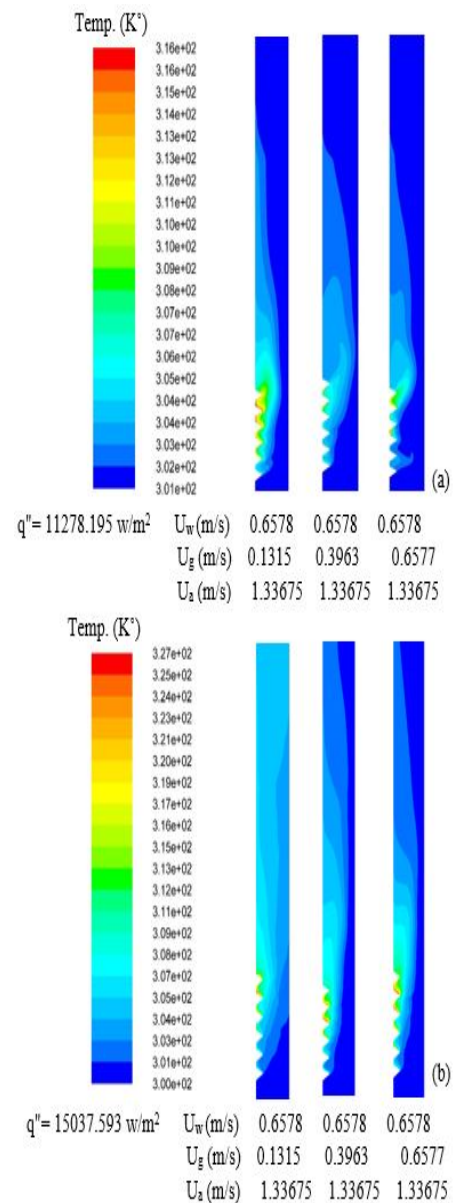 Temp. (K°)
3.16e+02
3.16e+02
3.15e+02
3.14e+02
3.13e+02
3.12e+02
3.11e+02
3.10e+02
3.10e+02
3.09e+02
3.08e+02
3.07e+02
3.07e+02
3.06e+02
3.05e+02
3.04e+02
3.04e+02
3.03e+02
3.02e+02
3.01e+02
(a)
q"= 11278.195 w/m² Uw(m/s) 0.6578 0.6578 0.6578
Ug (m/s) 0.1315 0.3963 0.6577
Ua (m/s) 1.33675 1.33675 1.33675
Temp. (K°)
3.27e+02
3.25e+02
3.24e+02
3.23e+02
3.21e+02
3.20e+02
3.19e+02
3.17e+02
3.16e+02
3.15e+02
3.13e+02
3.12e+02
3.11e+02
3.09e+02
3.08e+02
3.07e+02
3.05e+02
3.04e+02
3.03e+02
3.01e+02
3.00e+02
(b)
q"= 15037.593 w/m² Uw(m/s) 0.6578 0.6578 0.6578
Ug (m/s) 0.1315 0.3963 0.6577
Ua (m/s) 1.33675 1.33675 1.33675